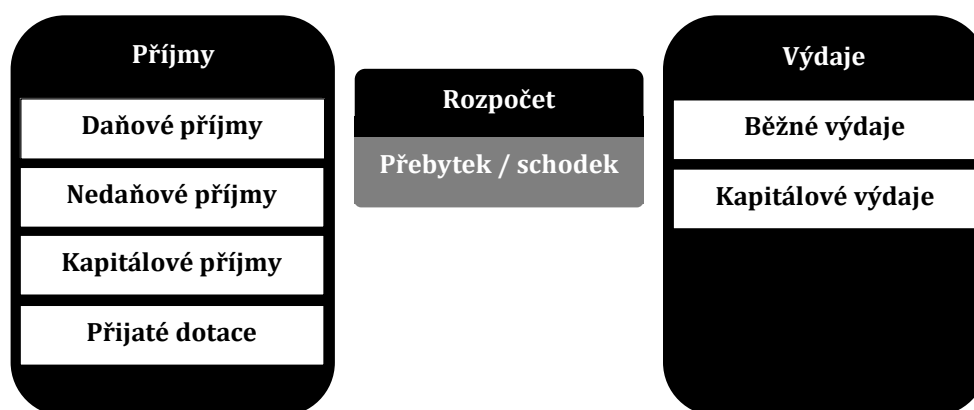 Příjmy
Daňové příjmy
Nedaňové příjmy
Kapitálové příjmy
Přijaté dotace
Rozpočet
Přebytek / schodek
Výdaje
Běžné výdaje
Kapitálové výdaje